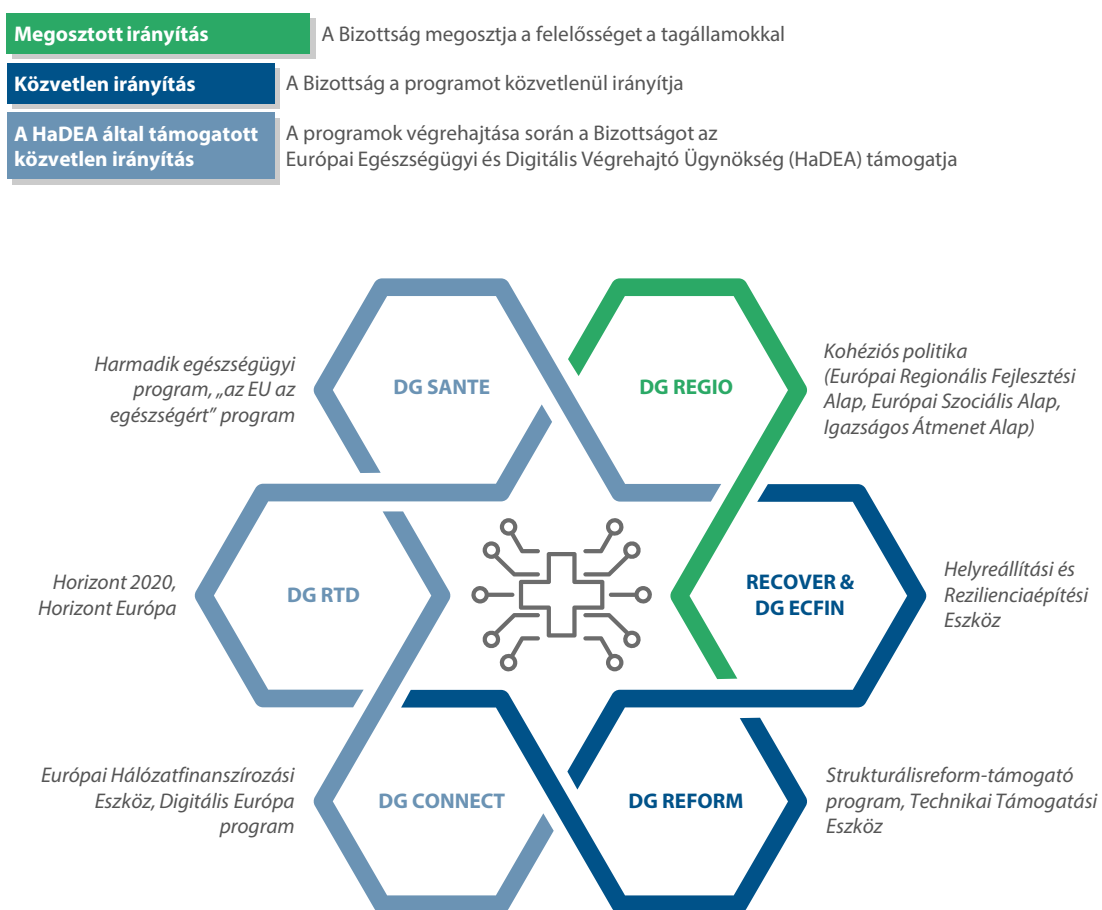 Megosztott irányítás
A Bizottság megosztja a felelősséget a tagállamokkal
Közvetlen irányítás
A Bizottság a programot közvetlenül irányítja
A HaDEA által támogatott
közvetlen irányítás
A programok végrehajtása során a Bizottságot az
Európai Egészségügyi és Digitális Végrehajtó Ügynökség (HaDEA) támogatja
Harmadik egészségügyi
program, „az EU az
egészségért” program
DG SANTE
DG REGIO
Kohéziós politika
(Európai Regionális Fejlesztési
Alap, Európai Szociális Alap,
Igazságos Átmenet Alap)
Horizont 2020,
Horizont Európa
DG RTD
RECOVER &
DG ECFIN
Helyreállítási és
Rezilienciaépítési
Eszköz
Európai Hálózatfinanszírozási
Eszköz, Digitális Európa
program
DG CONNECT
DG REFORM
Strukturálisreform-támogató
program, Technikai Támogatási
Eszköz